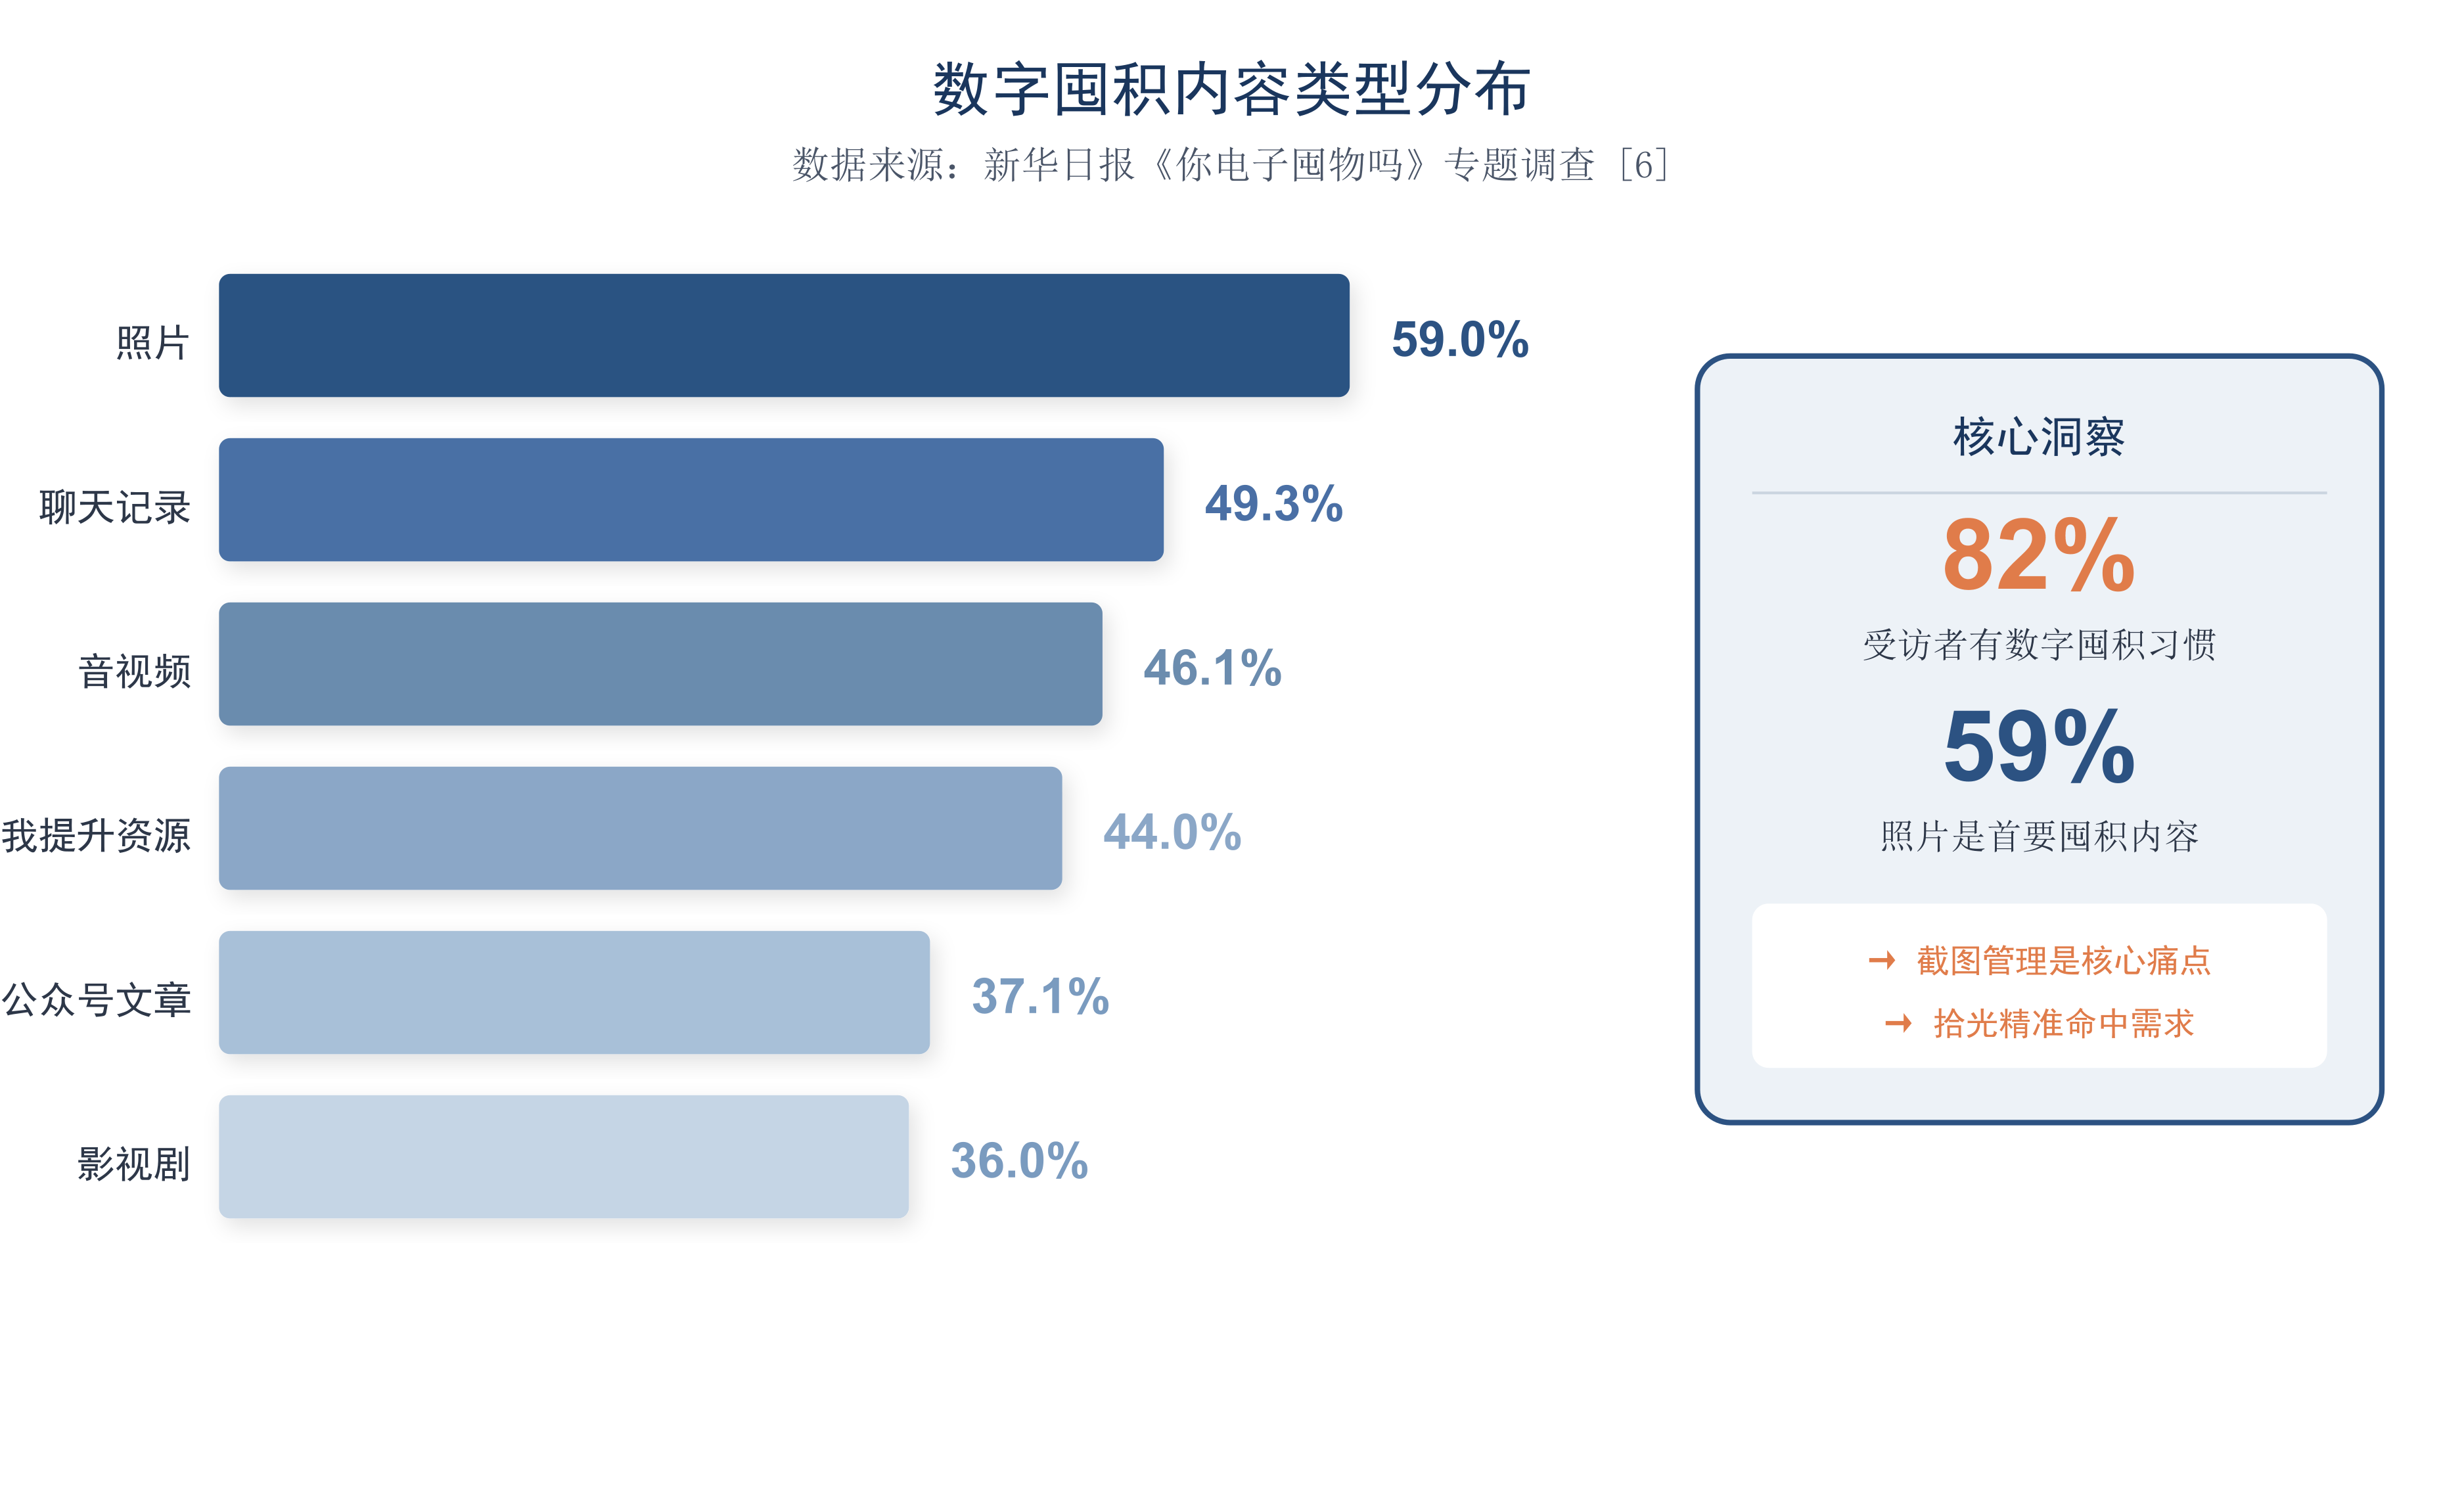 数字囤积内容类型分布
数据来源：新华日报《你电子囤物吗》专题调查 [6]
照片 59.0%
聊天记录 49.3%
音视频 46.1%
我提升资源 44.0%
公众号文章 37.1%
影视剧 36.0%
核心洞察
82%
受访者有数字囤积习惯
59%
照片是首要囤积内容
→ 截图管理是核心痛点
→ 拾光精准命中需求